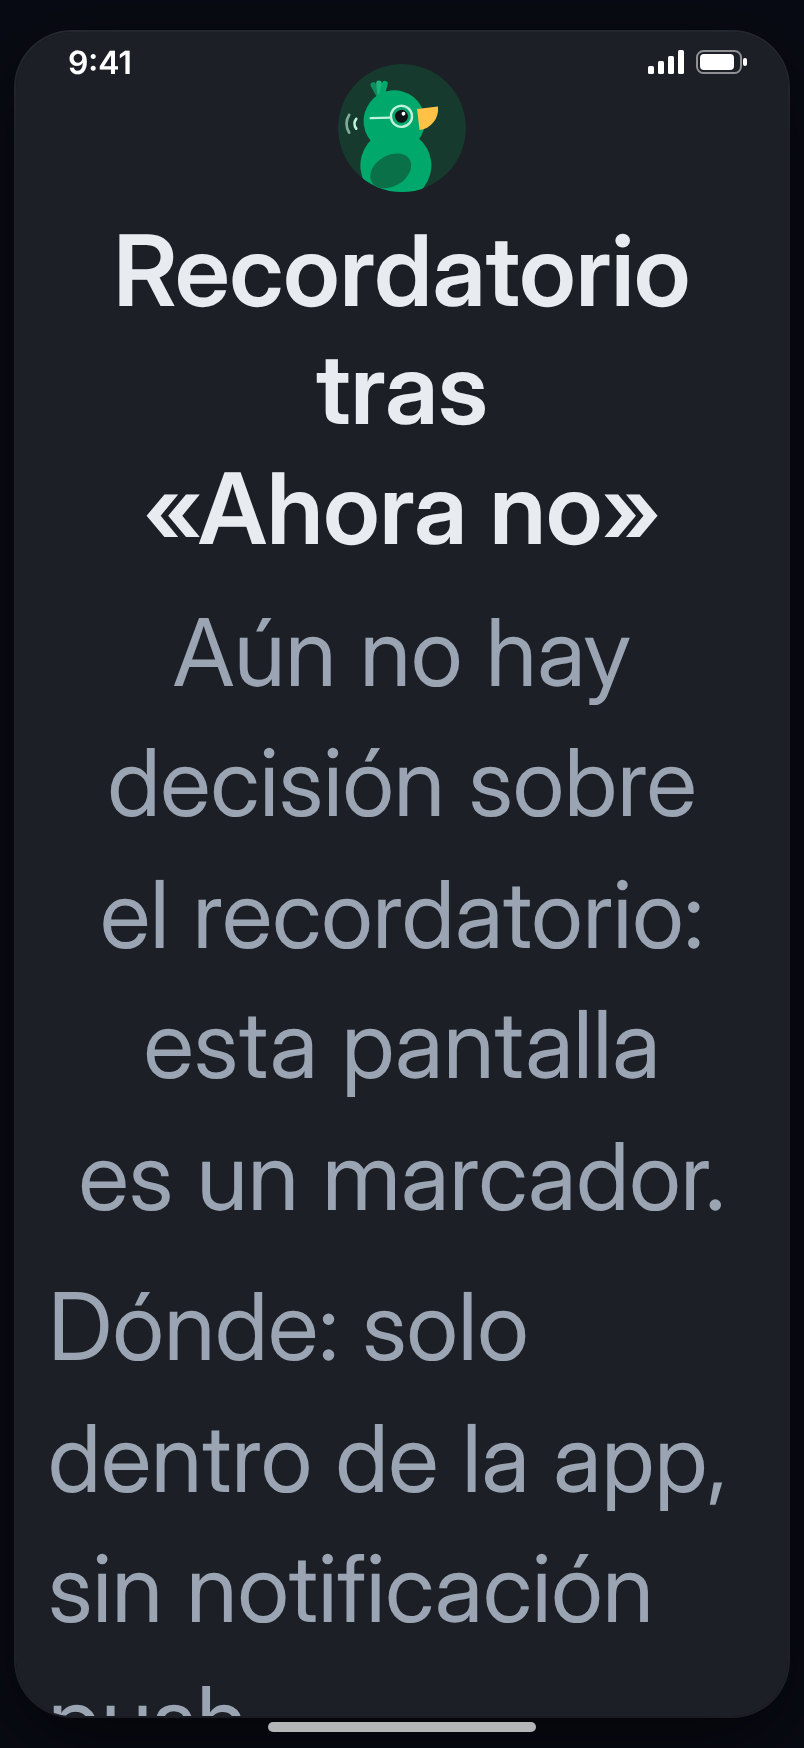 9:41
Recordatorio
tras
«Ahora no»
Aún no hay
decisión sobre
el recordatorio:
esta pantalla
es un marcador.
Dónde: solo
dentro de la app,
sin notificación
push